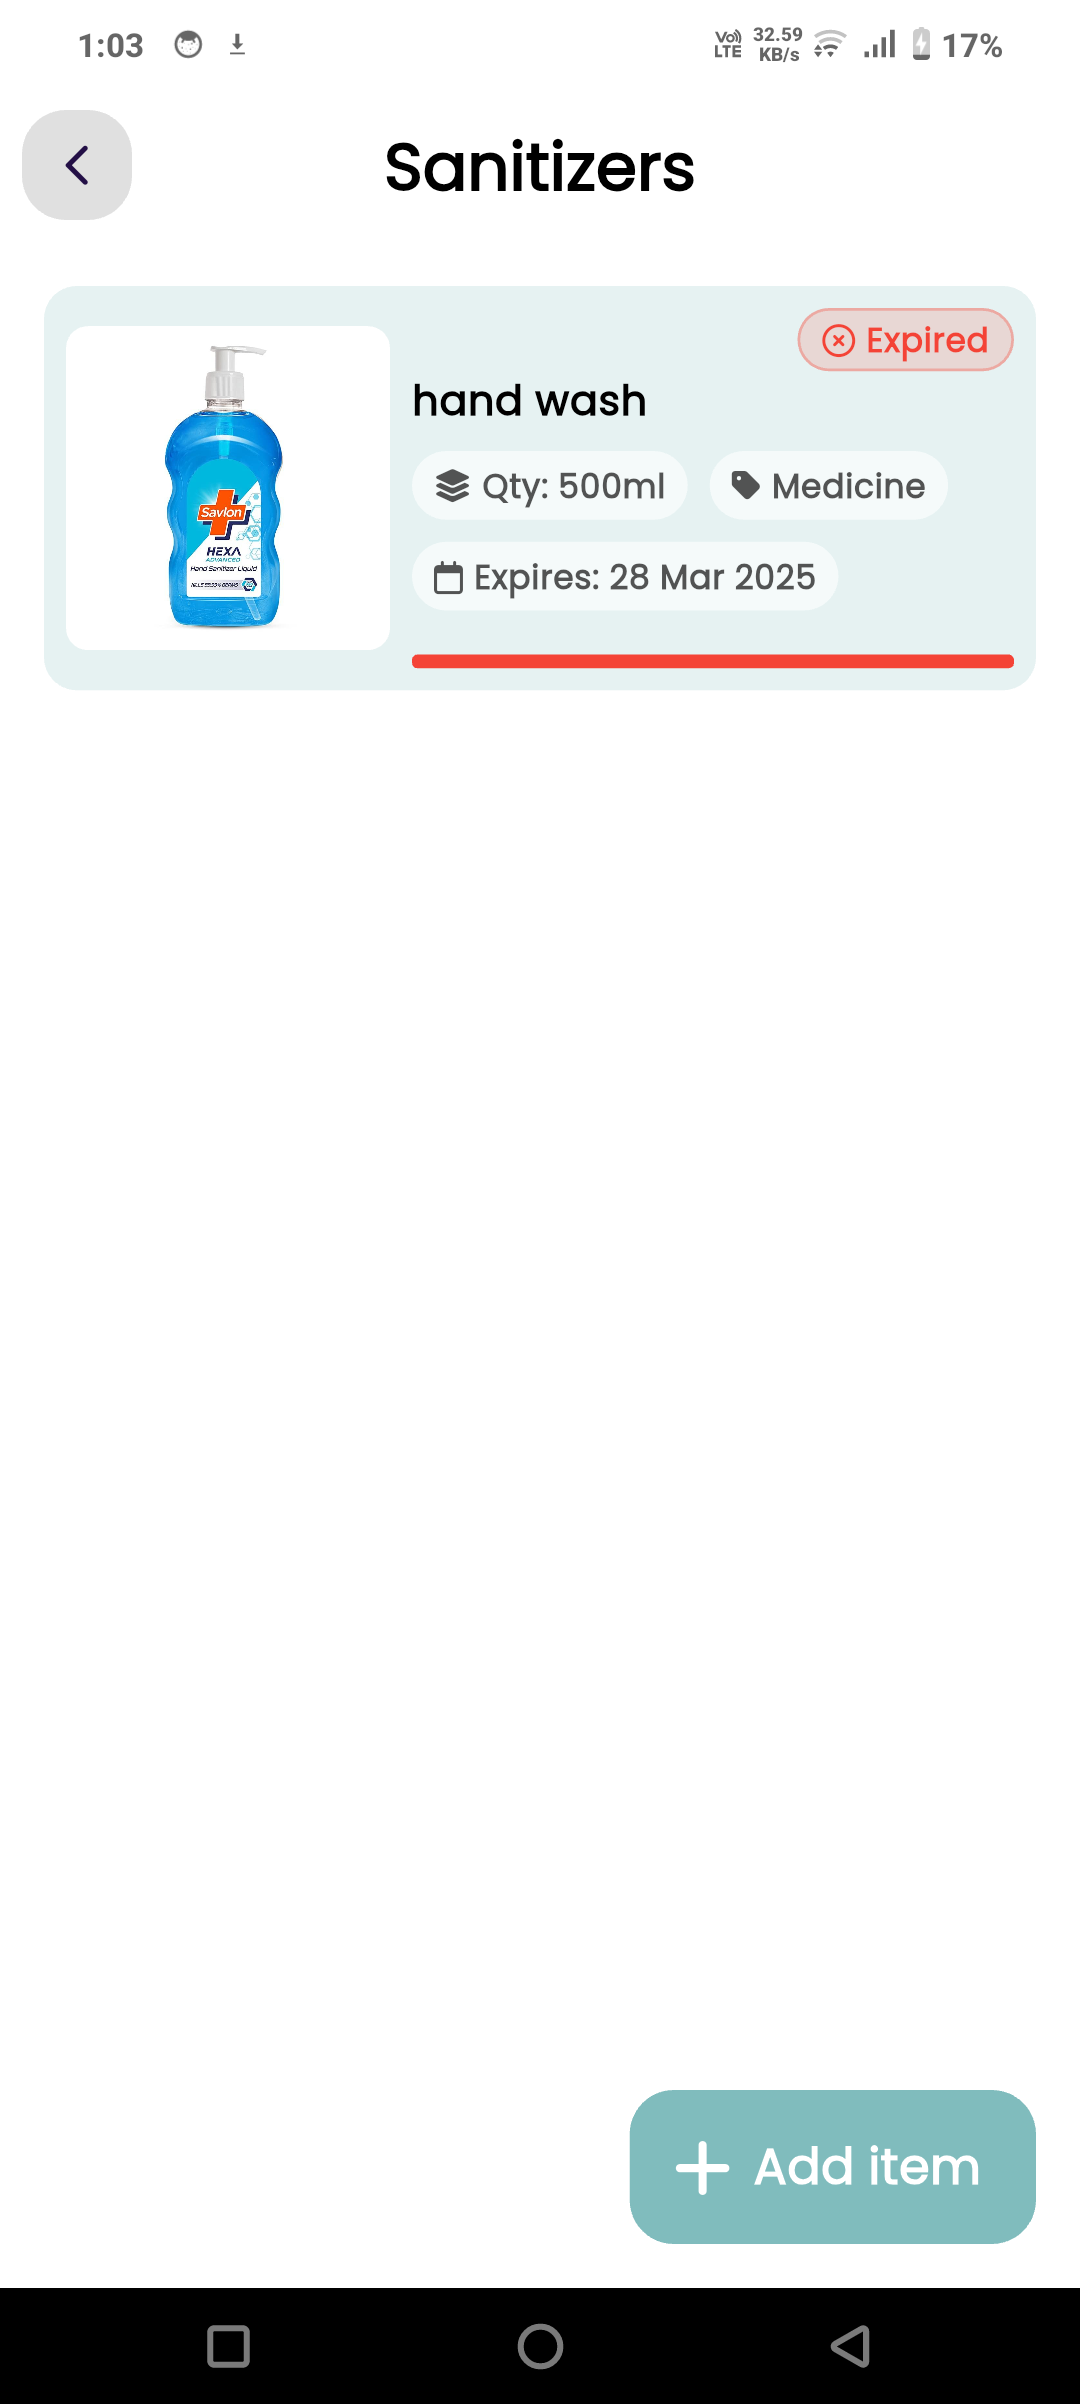 1:03
Vo)) LTE
32.59 KB/s
17%
Sanitizers
Expired
hand wash
Qty: 500ml
Medicine
Expires: 28 Mar 2025
Savlon
HEXA
ADVANCED
Hand Sanitizer Liquid
Add item